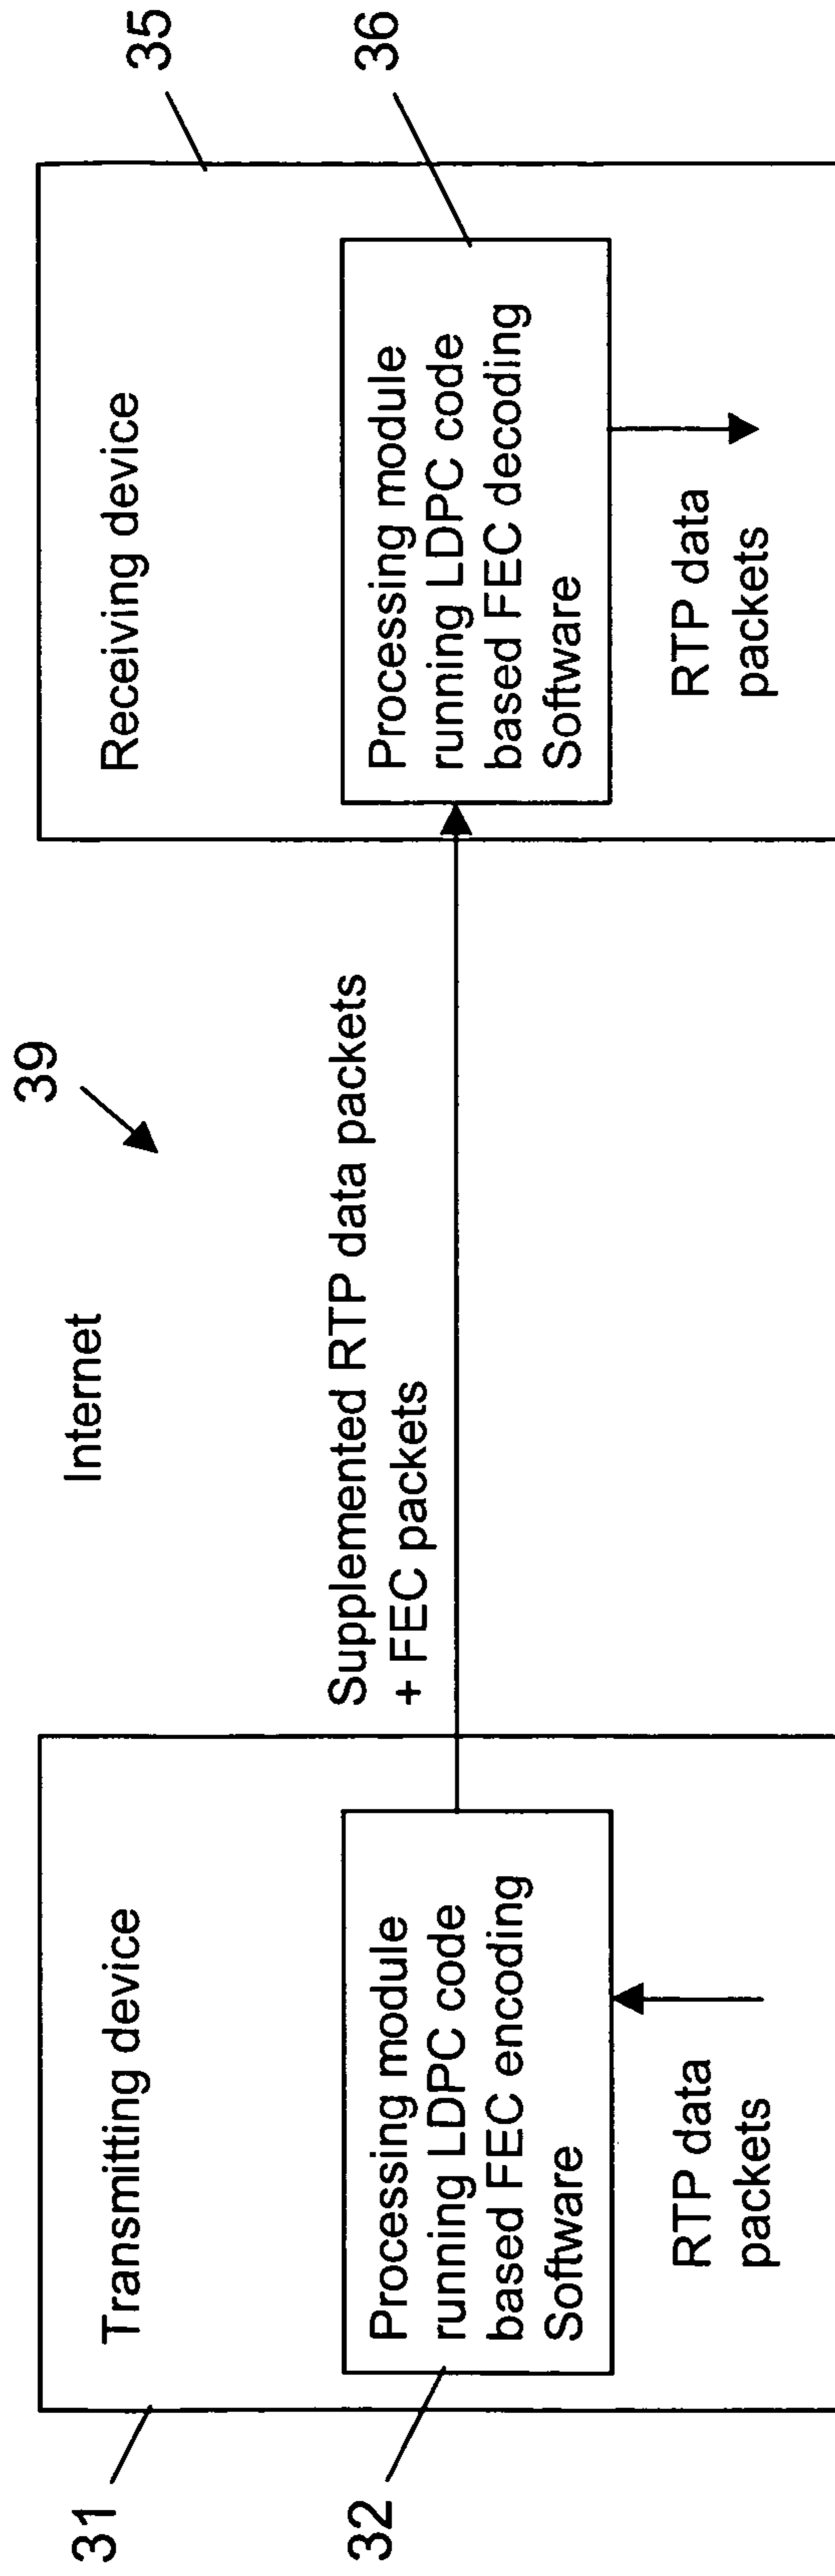 39
Internet
31
Transmitting device
32
Processing module
running LDPC code
based FEC encoding
Software
RTP data
packets
Supplemented RTP data packets
+ FEC packets
35
Receiving device
36
Processing module
running LDPC code
based FEC decoding
Software
RTP data
packets